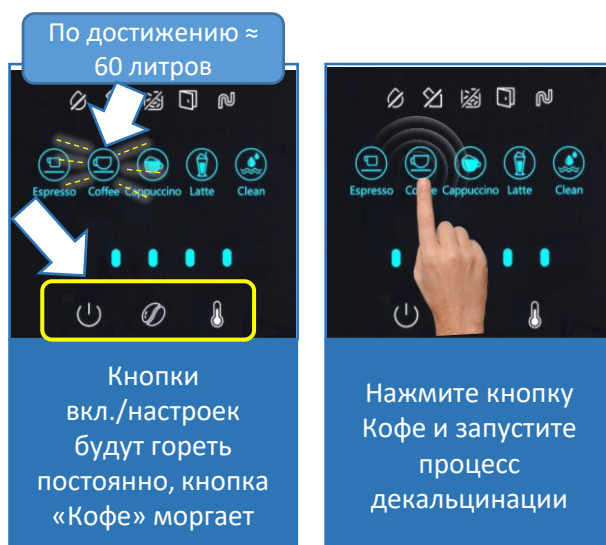 По достижению ≈
60 литров
Espresso Coffee Cappuccino Latte Clean
Кнопки
вкл./настроек
будут гореть
постоянно, кнопка
«Кофе» моргает
Espresso Cappuccino Latte Clean
Нажмите кнопку
Кофе и запустите
процесс
декальцинации